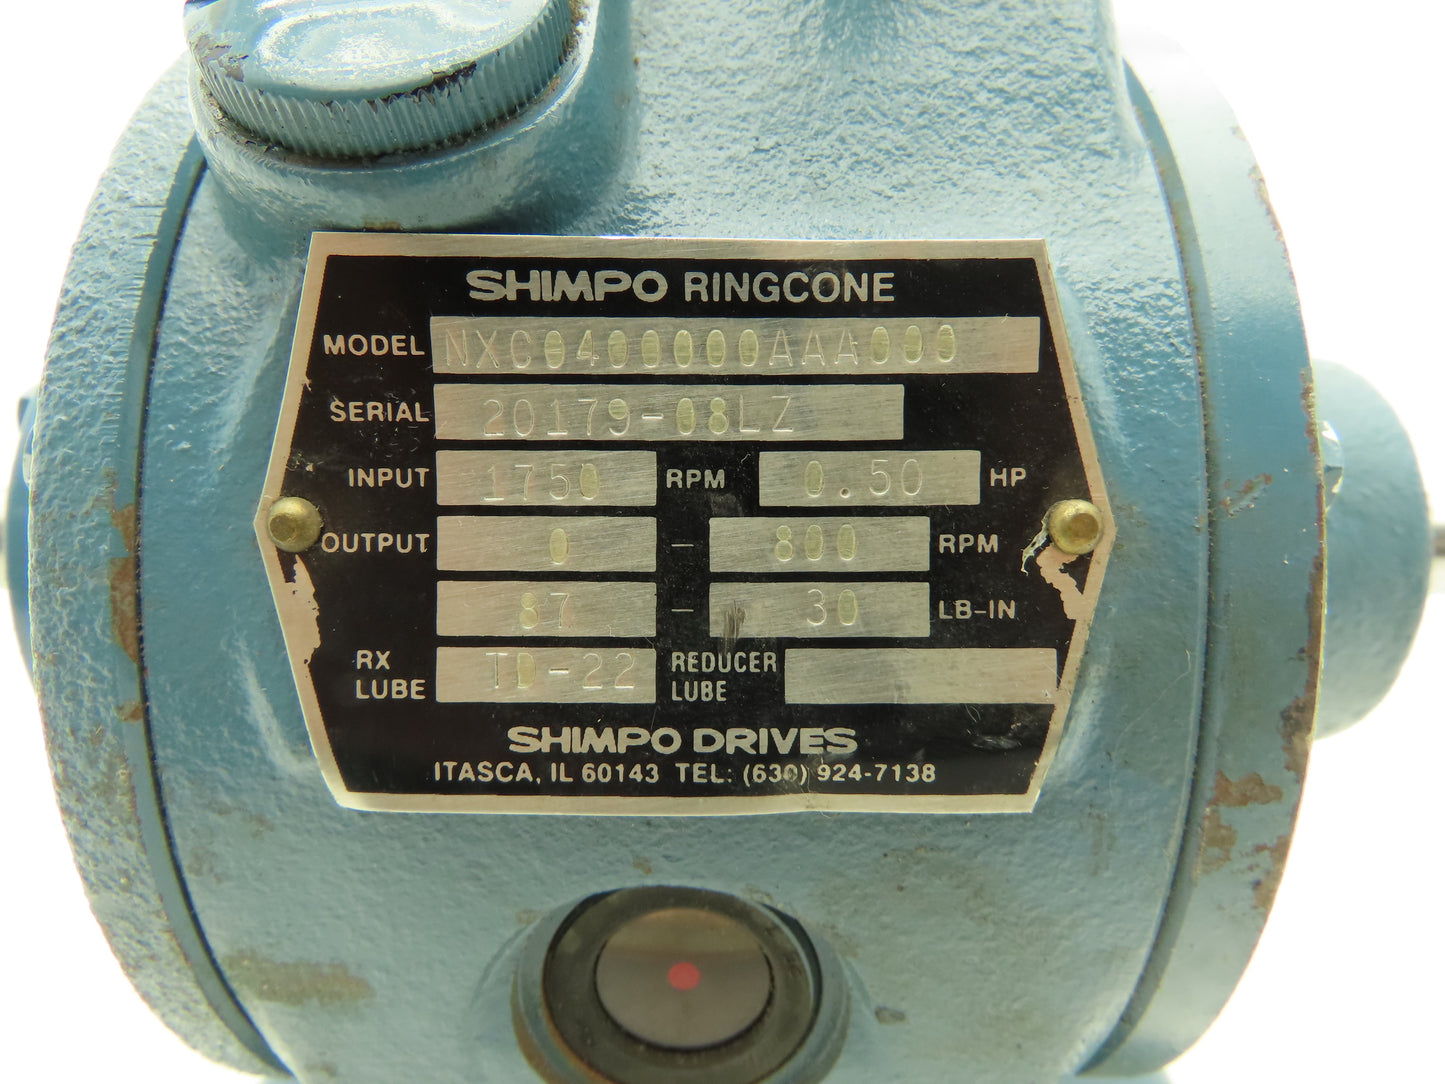 SHIMPO RINGCONE
MODEL NXC0400000AAA000
SERIAL 20179-08LZ
INPUT 1750 RPM 0.50 HP
OUTPUT 0 - 800 RPM
87 - 30 LB-IN
RX LUBE TD-22 REDUCER LUBE
SHIMPO DRIVES
ITASCA, IL 60143 TEL: (630) 924-7138